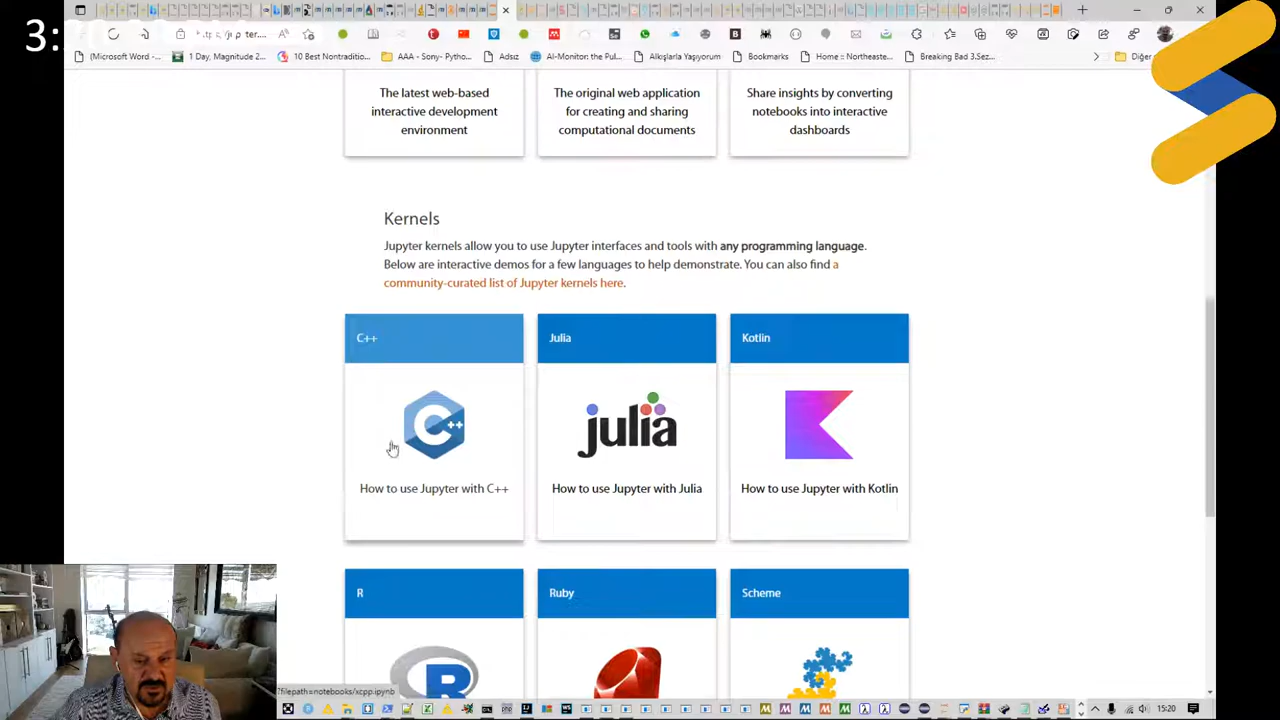 3:
(Microsoft Word -...
1 Day, Magnitude 2...
10 Best Nontraditio...
AAA - Sony- Pytho...
Adsız
Al-Monitor: the Pul...
Alkışlarla Yaşıyorum
Bookmarks
Home :: Northeaste...
Breaking Bad 3.Sez...
Diğer
The latest web-based
interactive development
environment
The original web application
for creating and sharing
computational documents
Share insights by converting
notebooks into interactive
dashboards
Kernels
Jupyter kernels allow you to use Jupyter interfaces and tools with any programming language.
Below are interactive demos for a few languages to help demonstrate. You can also find a
community-curated list of Jupyter kernels here.
C++
Julia
Kotlin
C++
julia
How to use Jupyter with C++
How to use Jupyter with Julia
How to use Jupyter with Kotlin
R
Ruby
Scheme
R
?filepath=notebooks/xcpp.ipynb
15:20